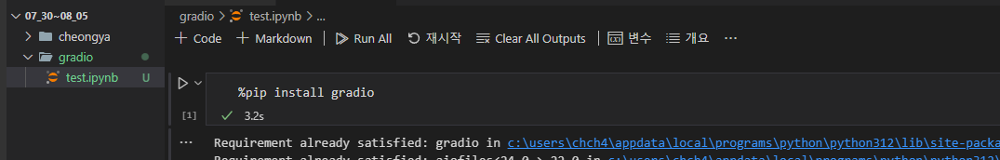 07_30~08_05
cheongya
gradio
test.ipynb U
gradio > test.ipynb > ...
+ Code + Markdown Run All 재시작 Clear All Outputs 변수 개요 ...
%pip install gradio
[1] 3.2s
... Requirement already satisfied: gradio in c:\users\chch4\appdata\local\programs\python\python312\lib\site-packa
Requirement already satisfied: aiofiles<24.0,>=22.0 in c:\users\chch4\appdata\local\programs\python\python312\